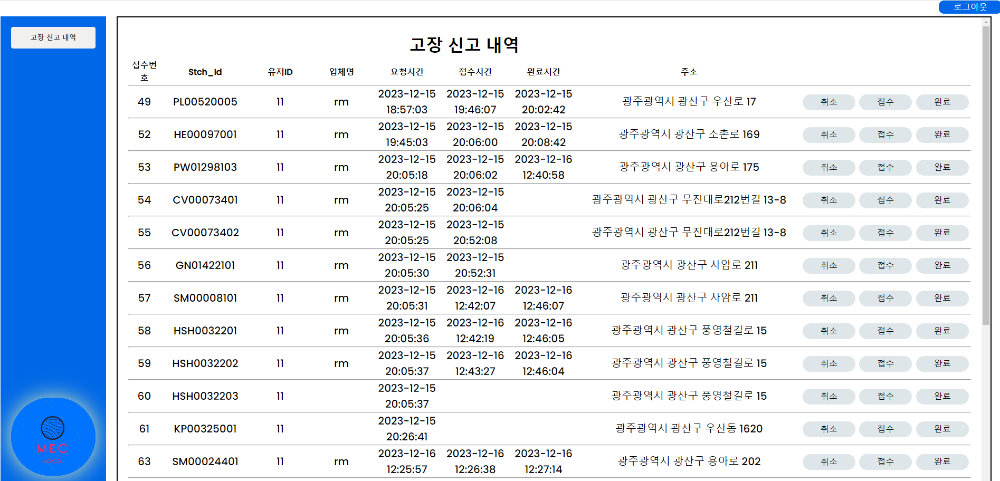 로그아웃
고장 신고 내역
고장 신고 내역
접수번호 Stch_Id 유저ID 업체명 요청시간 접수시간 완료시간 주소
49 PL00520005 11 rm 2023-12-15 18:57:03 2023-12-15 19:46:07 2023-12-15 20:02:42 광주광역시 광산구 우산로 17 취소 접수 완료
52 HE00097001 11 rm 2023-12-15 19:45:03 2023-12-15 20:06:00 2023-12-15 20:08:42 광주광역시 광산구 소촌로 169 취소 접수 완료
53 PW01298103 11 rm 2023-12-15 20:05:18 2023-12-15 20:06:02 2023-12-16 12:40:58 광주광역시 광산구 용아로 175 취소 접수 완료
54 CV00073401 11 rm 2023-12-15 20:05:25 2023-12-15 20:06:04 광주광역시 광산구 무진대로212번길 13-8 취소 접수 완료
55 CV00073402 11 rm 2023-12-15 20:05:25 2023-12-15 20:52:08 광주광역시 광산구 무진대로212번길 13-8 취소 접수 완료
56 GN01422101 11 rm 2023-12-15 20:05:30 2023-12-15 20:52:31 광주광역시 광산구 사암로 211 취소 접수 완료
57 SM00008101 11 rm 2023-12-15 20:05:31 2023-12-16 12:42:07 2023-12-16 12:46:07 광주광역시 광산구 사암로 211 취소 접수 완료
58 HSH0032201 11 rm 2023-12-15 20:05:36 2023-12-16 12:42:19 2023-12-16 12:46:05 광주광역시 광산구 풍영철길로 15 취소 접수 완료
59 HSH0032202 11 rm 2023-12-15 20:05:37 2023-12-16 12:43:27 2023-12-16 12:46:04 광주광역시 광산구 풍영철길로 15 취소 접수 완료
60 HSH0032203 11 2023-12-15 20:05:37 광주광역시 광산구 풍영철길로 15 취소 접수 완료
61 KP00325001 11 2023-12-15 20:26:41 광주광역시 광산구 우산동 1620 취소 접수 완료
63 SM00024401 11 rm 2023-12-16 12:25:57 2023-12-16 12:26:38 2023-12-16 12:27:14 광주광역시 광산구 용아로 202 취소 접수 완료
MEC